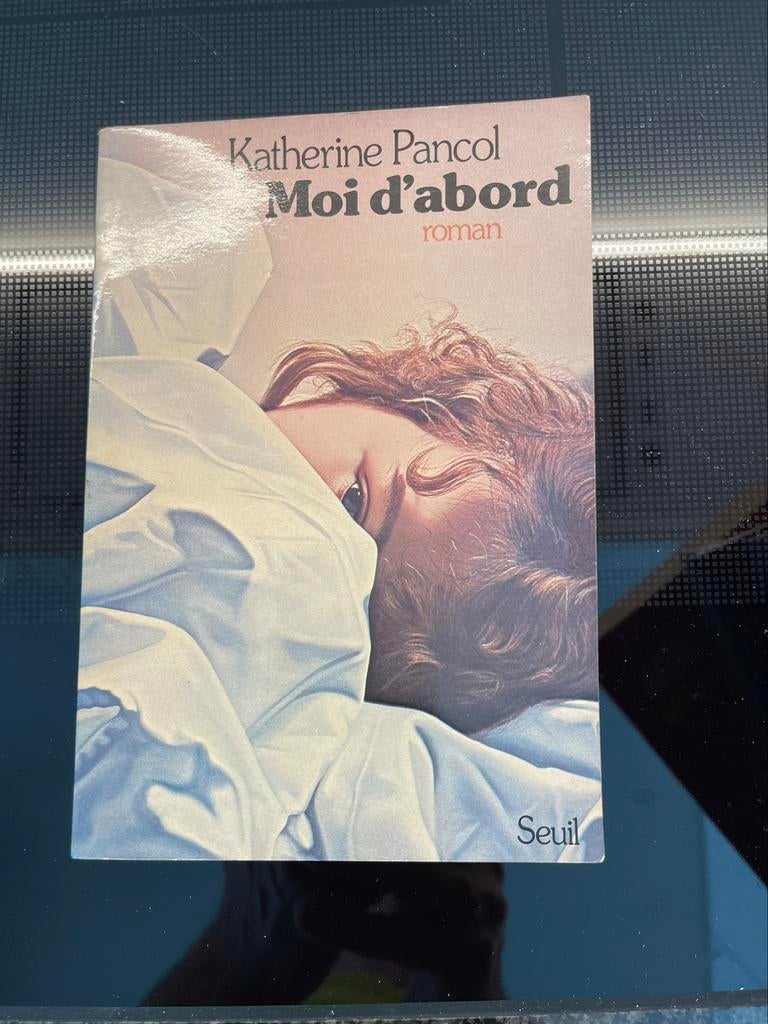 Katherine Pancol
Moi d'abord
roman
Seuil